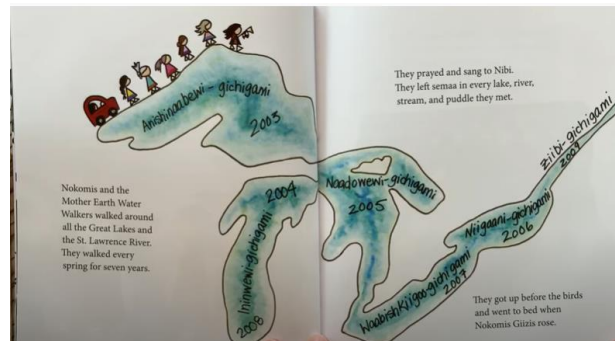 They prayed and sang to Nibi.
They left semaa in every lake, river,
stream, and puddle they met.
Anishinaabewi-gichigami
2003
Ziibi-gichigami
2009
Naadowewi-gichigami
2005
2004
Nokomis and the
Mother Earth Water
Walkers walked around
all the Great Lakes and
the St. Lawrence River.
They walked every
spring for seven years.
Ininwewi-gichigami
2008
Niigaani-gichigami
2006
Waabishkiigoo-gichigami
2007
They got up before the birds
and went to bed when
Nokomis Giizis rose.